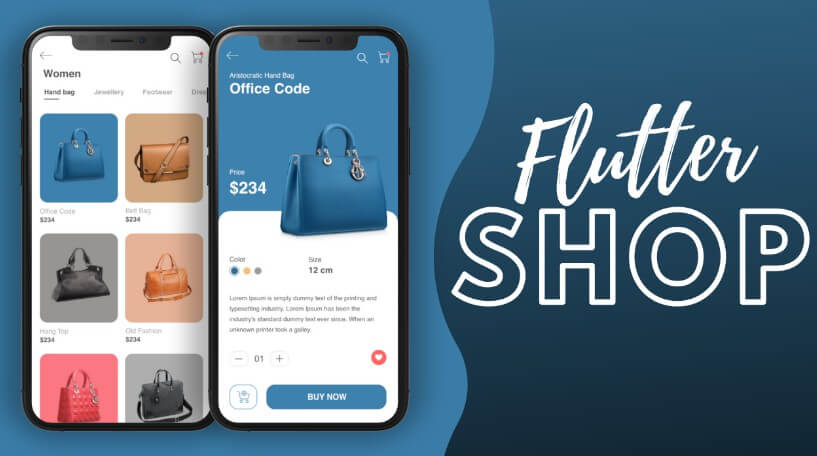 Women
Hand bag Jewellery Footwear
Office Code
$234
Belt Bag
$234
Hang Top
$234
Old Fashion
$234
Aristocratic Hand Bag
Office Code
Price
$234
Color
Size
12 cm
Lorem Ipsum is simply dummy text of the printing and
typesetting industry. Lorem Ipsum has been the
industry's standard dummy text ever since. When an
unknown printer took a galley.
01
BUY NOW
Flutter
SHOP